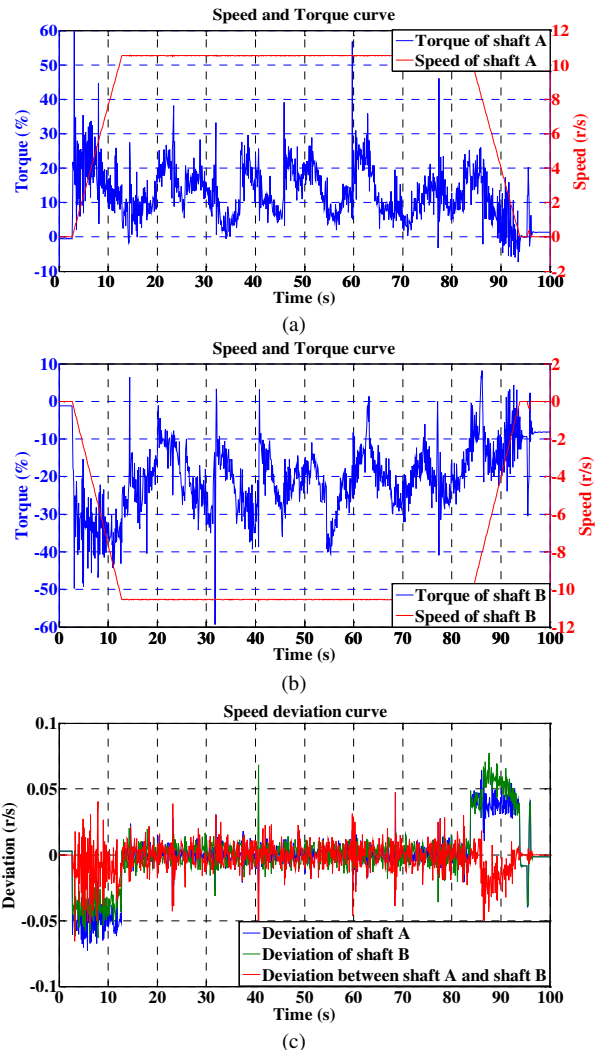 Speed and Torque curve
60
50
40
30
20
10
0
-10
Torque (%)
12
10
8
6
4
2
0
-2
Speed (r/s)
Torque of shaft A
Speed of shaft A
0 10 20 30 40 50 60 70 80 90 100
Time (s)
(a)
Speed and Torque curve
10
0
-10
-20
-30
-40
-50
-60
Torque (%)
2
0
-2
-4
-6
-8
-10
-12
Speed (r/s)
Torque of shaft B
Speed of shaft B
0 10 20 30 40 50 60 70 80 90 100
Time (s)
(b)
Speed deviation curve
0.1
0.05
0
-0.05
-0.1
Deviation (r/s)
Deviation of shaft A
Deviation of shaft B
Deviation between shaft A and shaft B
0 10 20 30 40 50 60 70 80 90 100
Time (s)
(c)